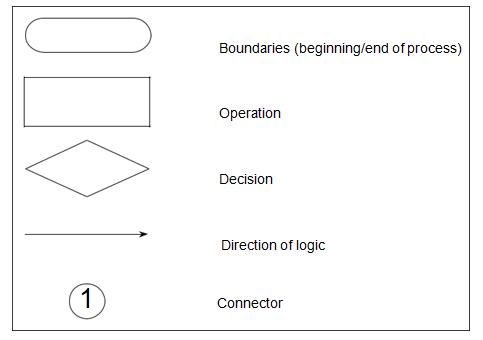 Boundaries (beginning/end of process)
Operation
Decision
Direction of logic
1
Connector